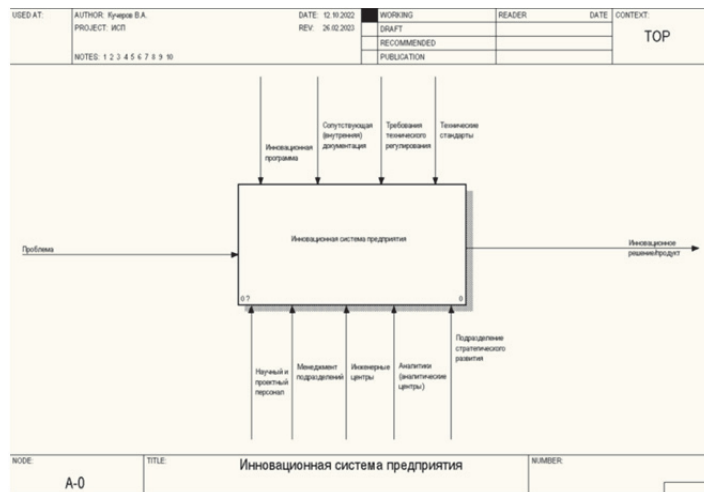 USED AT:
AUTHOR: Кучеров В.А.
DATE: 12.10.2022
WORKING
READER
DATE
CONTEXT:
PROJECT: ИСП
REV: 26.02.2023
DRAFT
TOP
RECOMMENDED
NOTES: 1 2 3 4 5 6 7 8 9 10
PUBLICATION
Инновационная
программа
Сопутствующая
(внутренняя)
документация
Требования
технического
регулирования
Технические
стандарты
Проблема
Инновационная система предприятия
0 ?
0
Инновационное
решение/продукт
Научный и
проектный
персонал
Менеджмент
подразделений
Инженерные
центры
Аналитики
(аналитические
центры)
Подразделение
стратегического
развития
NODE:
A-0
TITLE:
Инновационная система предприятия
NUMBER: